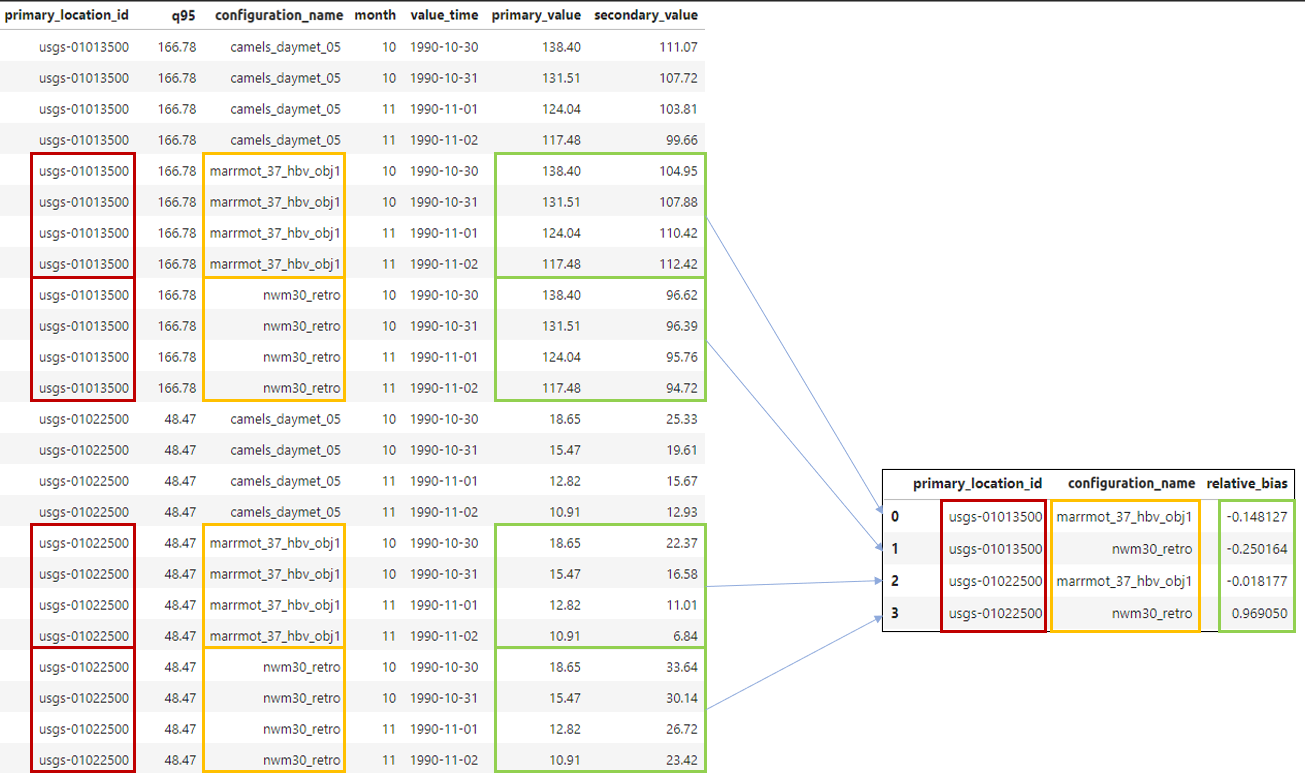 primary_location_id q95 configuration_name month value_time primary_value secondary_value
usgs-01013500 166.78 camels_daymet_05 10 1990-10-30 138.40 111.07
usgs-01013500 166.78 camels_daymet_05 10 1990-10-31 131.51 107.72
usgs-01013500 166.78 camels_daymet_05 11 1990-11-01 124.04 103.81
usgs-01013500 166.78 camels_daymet_05 11 1990-11-02 117.48 99.66
usgs-01013500 166.78 marrmot_37_hbv_obj1 10 1990-10-30 138.40 104.95
usgs-01013500 166.78 marrmot_37_hbv_obj1 10 1990-10-31 131.51 107.88
usgs-01013500 166.78 marrmot_37_hbv_obj1 11 1990-11-01 124.04 110.42
usgs-01013500 166.78 marrmot_37_hbv_obj1 11 1990-11-02 117.48 112.42
usgs-01013500 166.78 nwm30_retro 10 1990-10-30 138.40 96.62
usgs-01013500 166.78 nwm30_retro 10 1990-10-31 131.51 96.39
usgs-01013500 166.78 nwm30_retro 11 1990-11-01 124.04 95.76
usgs-01013500 166.78 nwm30_retro 11 1990-11-02 117.48 94.72
usgs-01022500 48.47 camels_daymet_05 10 1990-10-30 18.65 25.33
usgs-01022500 48.47 camels_daymet_05 10 1990-10-31 15.47 19.61
usgs-01022500 48.47 camels_daymet_05 11 1990-11-01 12.82 15.67
usgs-01022500 48.47 camels_daymet_05 11 1990-11-02 10.91 12.93
usgs-01022500 48.47 marrmot_37_hbv_obj1 10 1990-10-30 18.65 22.37
usgs-01022500 48.47 marrmot_37_hbv_obj1 10 1990-10-31 15.47 16.58
usgs-01022500 48.47 marrmot_37_hbv_obj1 11 1990-11-01 12.82 11.01
usgs-01022500 48.47 marrmot_37_hbv_obj1 11 1990-11-02 10.91 6.84
usgs-01022500 48.47 nwm30_retro 10 1990-10-30 18.65 33.64
usgs-01022500 48.47 nwm30_retro 10 1990-10-31 15.47 30.14
usgs-01022500 48.47 nwm30_retro 11 1990-11-01 12.82 26.72
usgs-01022500 48.47 nwm30_retro 11 1990-11-02 10.91 23.42
primary_location_id configuration_name relative_bias
0 usgs-01013500 marrmot_37_hbv_obj1 -0.148127
1 usgs-01013500 nwm30_retro -0.250164
2 usgs-01022500 marrmot_37_hbv_obj1 -0.018177
3 usgs-01022500 nwm30_retro 0.969050